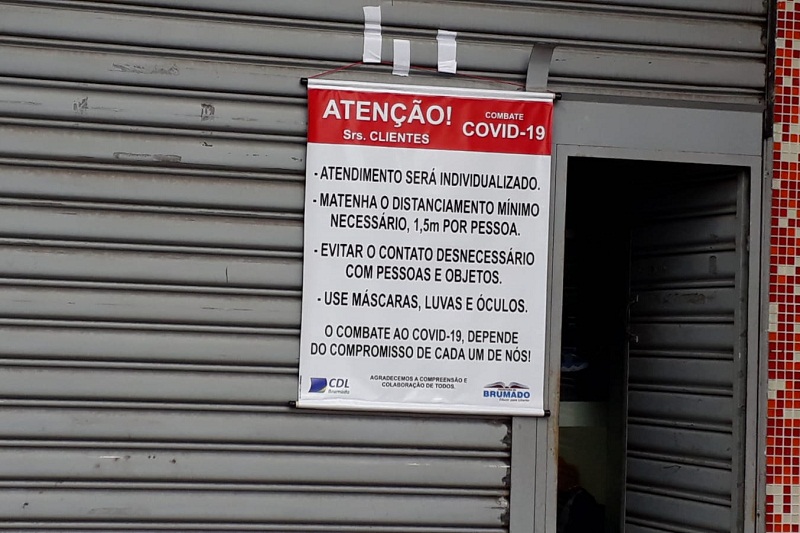 ATENÇÃO!
Srs. CLIENTES
COMBATE
COVID-19
- ATENDIMENTO SERÁ INDIVIDUALIZADO.
- MATENHA O DISTANCIAMENTO MÍNIMO
NECESSÁRIO, 1,5m POR PESSOA.
- EVITAR O CONTATO DESNECESSÁRIO
COM PESSOAS E OBJETOS.
- USE MÁSCARAS, LUVAS E ÓCULOS.
O COMBATE AO COVID-19, DEPENDE
DO COMPROMISSO DE CADA UM DE NÓS!
AGRADECEMOS A COMPREENSÃO E
COLABORAÇÃO DE TODOS.
CDL
Brumado
BRUMADO